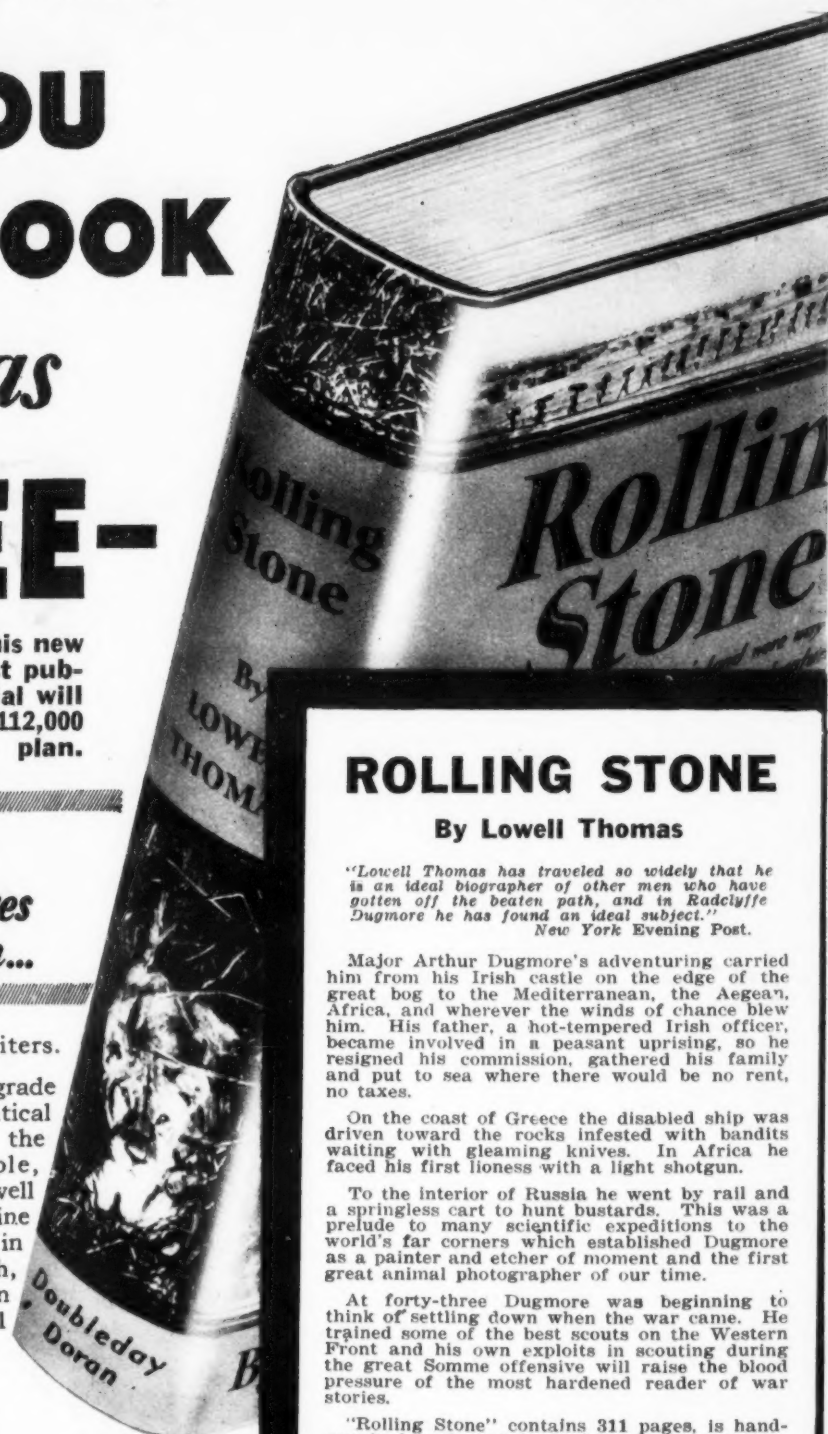 OU
OOK
as
EE-
is new
t pub-
al will
112,000
plan.
es
n...
iters.
grade
tical
the
ole,
well
ine
in
h,
n
l
Rolling
Stone
By
LOWE
THOMA
Doubleday
Doran
Rollin
Stone
B
ROLLING STONE
By Lowell Thomas
"Lowell Thomas has traveled so widely that he
is an ideal biographer of other men who have
gotten off the beaten path, and in Radclyffe
Dugmore he has found an ideal subject."
New York Evening Post.
Major Arthur Dugmore's adventuring carried
him from his Irish castle on the edge of the
great bog to the Mediterranean, the Aegean,
Africa, and wherever the winds of chance blew
him. His father, a hot-tempered Irish officer,
became involved in a peasant uprising, so he
resigned his commission, gathered his family
and put to sea where there would be no rent,
no taxes.
On the coast of Greece the disabled ship was
driven toward the rocks infested with bandits
waiting with gleaming knives. In Africa he
faced his first lioness with a light shotgun.
To the interior of Russia he went by rail and
a springless cart to hunt bustards. This was a
prelude to many scientific expeditions to the
world's far corners which established Dugmore
as a painter and etcher of moment and the first
great animal photographer of our time.
At forty-three Dugmore was beginning to
think of settling down when the war came. He
trained some of the best scouts on the Western
Front and his own exploits in scouting during
the great Somme offensive will raise the blood
pressure of the most hardened reader of war
stories.
"Rolling Stone" contains 311 pages, is hand-